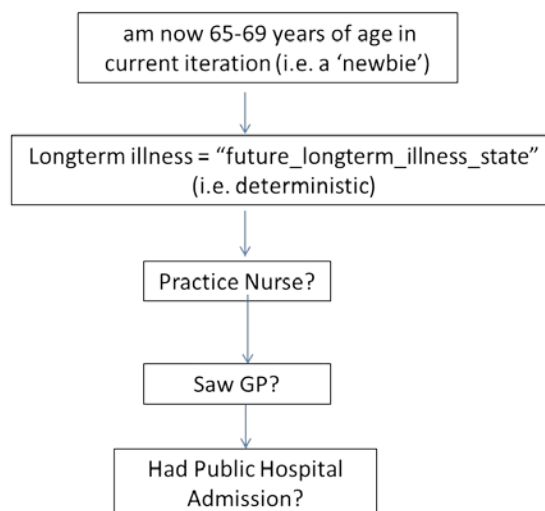 am now 65-69 years of age in
current iteration (i.e. a ‘newbie’)
Longterm illness = “future_longterm_illness_state”
(i.e. deterministic)
Practice Nurse?
Saw GP?
Had Public Hospital
Admission?